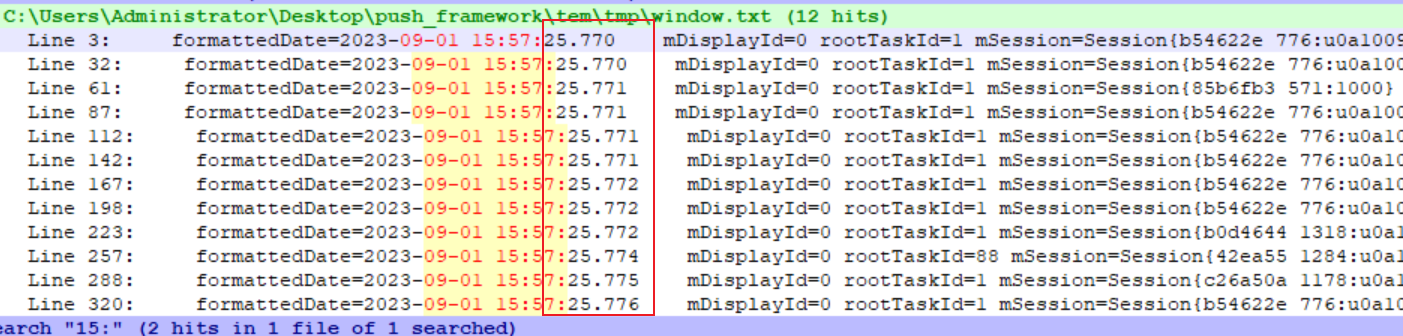 C:\Users\Administrator\Desktop\push_framework\tem\tmp\window.txt (12 hits)
Line 3: formattedDate=2023-09-01 15:57:25.770 mDisplayId=0 rootTaskId=1 mSession=Session{b54622e 776:u0a1009
Line 32: formattedDate=2023-09-01 15:57:25.770 mDisplayId=0 rootTaskId=1 mSession=Session{b54622e 776:u0a100
Line 61: formattedDate=2023-09-01 15:57:25.771 mDisplayId=0 rootTaskId=1 mSession=Session{85b6fb3 571:1000}
Line 87: formattedDate=2023-09-01 15:57:25.771 mDisplayId=0 rootTaskId=1 mSession=Session{b54622e 776:u0a100
Line 112: formattedDate=2023-09-01 15:57:25.771 mDisplayId=0 rootTaskId=1 mSession=Session{b54622e 776:u0a10
Line 142: formattedDate=2023-09-01 15:57:25.771 mDisplayId=0 rootTaskId=1 mSession=Session{b54622e 776:u0a10
Line 167: formattedDate=2023-09-01 15:57:25.772 mDisplayId=0 rootTaskId=1 mSession=Session{b54622e 776:u0a10
Line 198: formattedDate=2023-09-01 15:57:25.772 mDisplayId=0 rootTaskId=1 mSession=Session{b54622e 776:u0a10
Line 223: formattedDate=2023-09-01 15:57:25.772 mDisplayId=0 rootTaskId=1 mSession=Session{b0d4644 1318:u0a1
Line 257: formattedDate=2023-09-01 15:57:25.774 mDisplayId=0 rootTaskId=88 mSession=Session{42ea55 1284:u0a1
Line 288: formattedDate=2023-09-01 15:57:25.775 mDisplayId=0 rootTaskId=1 mSession=Session{c26a50a 1178:u0a1
Line 320: formattedDate=2023-09-01 15:57:25.776 mDisplayId=0 rootTaskId=1 mSession=Session{b54622e 776:u0a10
earch "15:" (2 hits in 1 file of 1 searched)